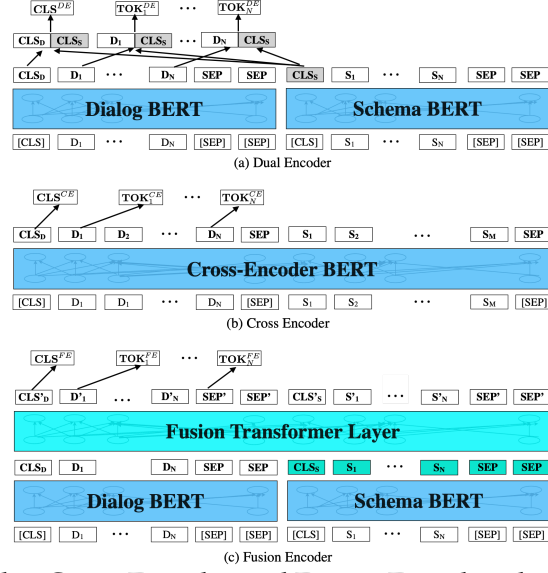 CLS^{DE} TOK_1^{DE} ... TOK_N^{DE}
CLS_D CLS_S D_1 CLS_S ... D_N CLS_S
CLS_D D_1 ... D_N SEP SEP CLS_S S_1 ... S_N SEP SEP
Dialog BERT Schema BERT
[CLS] D_1 ... D_N [SEP] [SEP] [CLS] S_1 ... S_N [SEP] [SEP]
(a) Dual Encoder
CLS^{CE} TOK_1^{CE} ... TOK_N^{CE}
CLS_D D_1 D_2 ... D_N SEP S_1 S_2 ... S_M SEP
Cross-Encoder BERT
[CLS] D_1 D_1 ... D_N [SEP] S_1 S_2 ... S_M [SEP]
(b) Cross Encoder
CLS^{FE} TOK_1^{FE} ... TOK_N^{FE}
CLS'_D D'_1 ... D'_N SEP' SEP' CLS'_S S'_1 ... S'_N SEP' SEP'
Fusion Transformer Layer
CLS_D D_1 D_N SEP SEP CLS_S S_1 ... S_N SEP SEP
Dialog BERT Schema BERT
[CLS] D_1 ... D_N [SEP] [SEP] [CLS] S_1 ... S_N [SEP] [SEP]
(c) Fusion Encoder